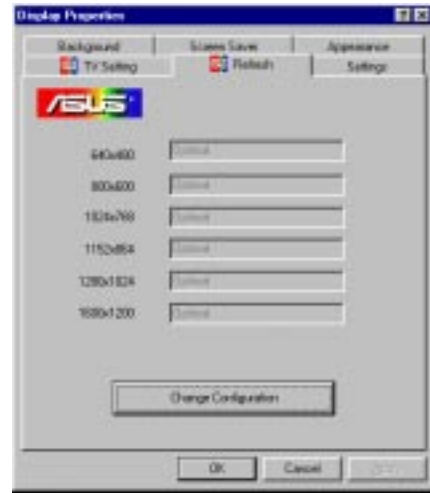 Display Properties
Background
Screen Saver
Appearance
TV Setting
Refresh
Settings
ASUS
640x480
Optimal
800x600
Optimal
1024x768
Optimal
1152x864
Optimal
1280x1024
Optimal
1600x1200
Optimal
Change Configuration
OK
Cancel
Apply